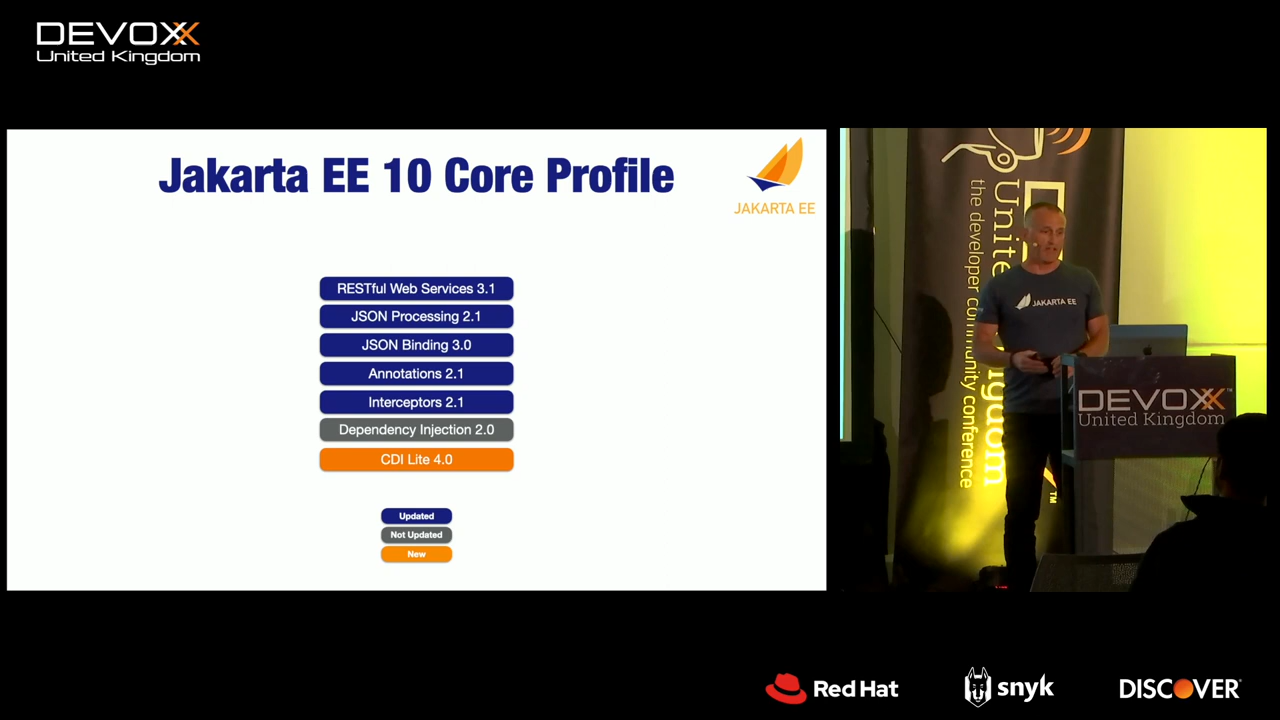 DEVOXX
United Kingdom
Jakarta EE 10 Core Profile
JAKARTA EE
RESTful Web Services 3.1
JSON Processing 2.1
JSON Binding 3.0
Annotations 2.1
Interceptors 2.1
Dependency Injection 2.0
CDI Lite 4.0
Updated
Not Updated
New
the developer community conference
JAKARTA EE
DEVOXX™
United Kingdom
Red Hat
snyk
DISCOVER